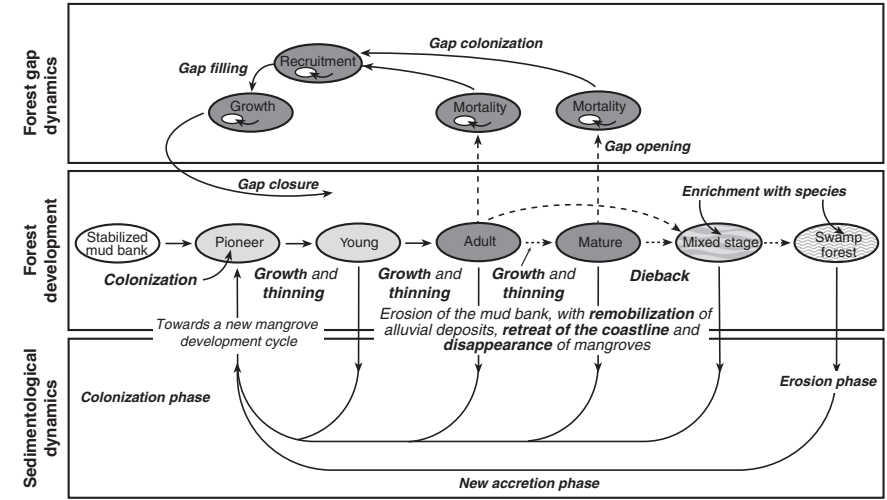 Forest gap
dynamics
Gap colonization
Recruitment
Gap filling
Growth
Mortality
Mortality
Gap opening
Gap closure
Forest
development
Enrichment with species
Stabilized
mud bank
Pioneer
Young
Adult
Mature
Mixed stage
Swamp
forest
Colonization
Growth and
thinning
Growth and
thinning
Growth and
thinning
Dieback
Towards a new mangrove
development cycle
Erosion of the mud bank, with remobilization of
alluvial deposits, retreat of the coastline and
disappearance of mangroves
Sedimentological
dynamics
Colonization phase
Erosion phase
New accretion phase